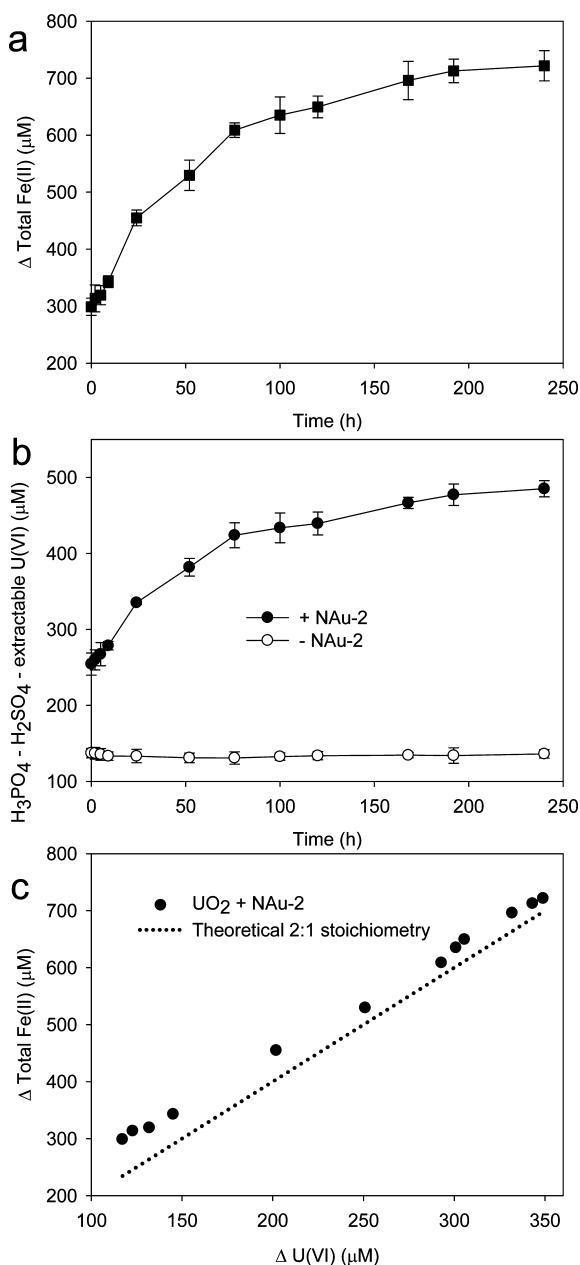 a
800
700
600
500
400
300
200
Δ Total Fe(II) (μM)
0 50 100 150 200 250
Time (h)
b
500
400
300
200
100
H3PO4 - H2SO4 - extractable U(VI) (μM)
+ NAu-2
- NAu-2
0 50 100 150 200 250
Time (h)
c
800
700
600
500
400
300
200
Δ Total Fe(II) (μM)
UO2 + NAu-2
Theoretical 2:1 stoichiometry
100 150 200 250 300 350
Δ U(VI) (μM)